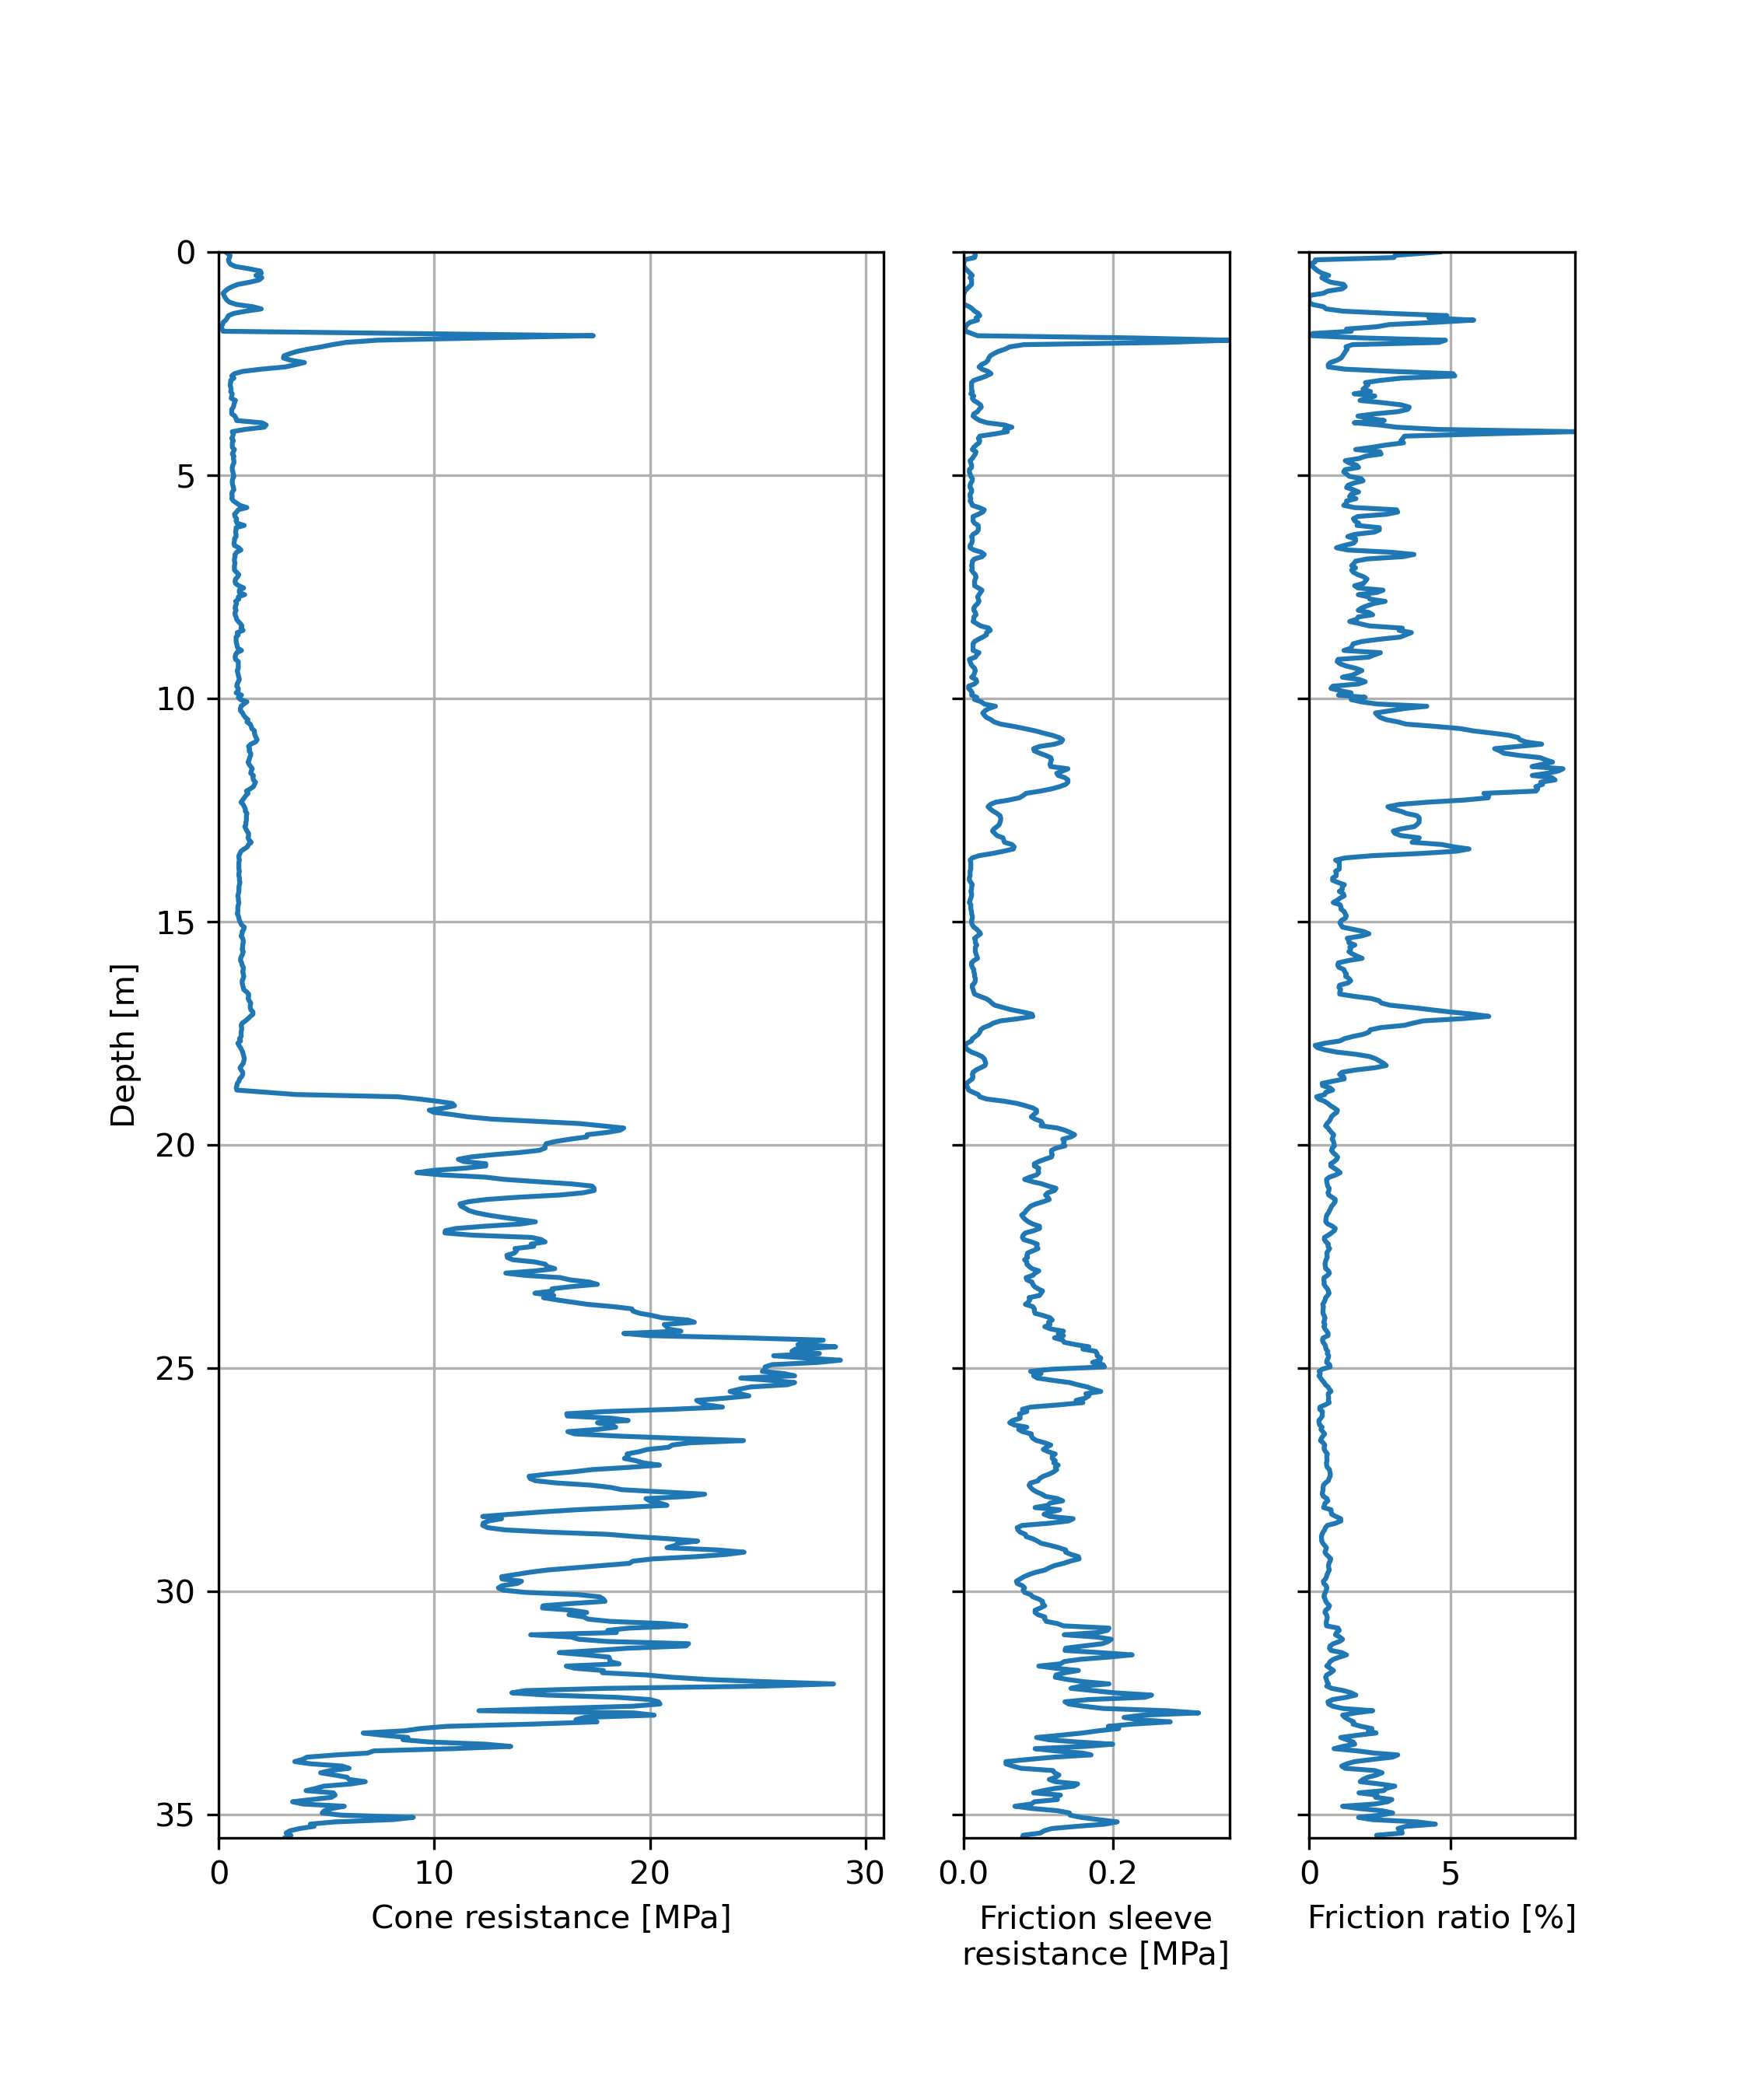 0
5
10
15
20
25
30
35
Depth [m]
0 10 20 30
Cone resistance [MPa]
0.0 0.2
Friction sleeve
resistance [MPa]
0 5
Friction ratio [%]